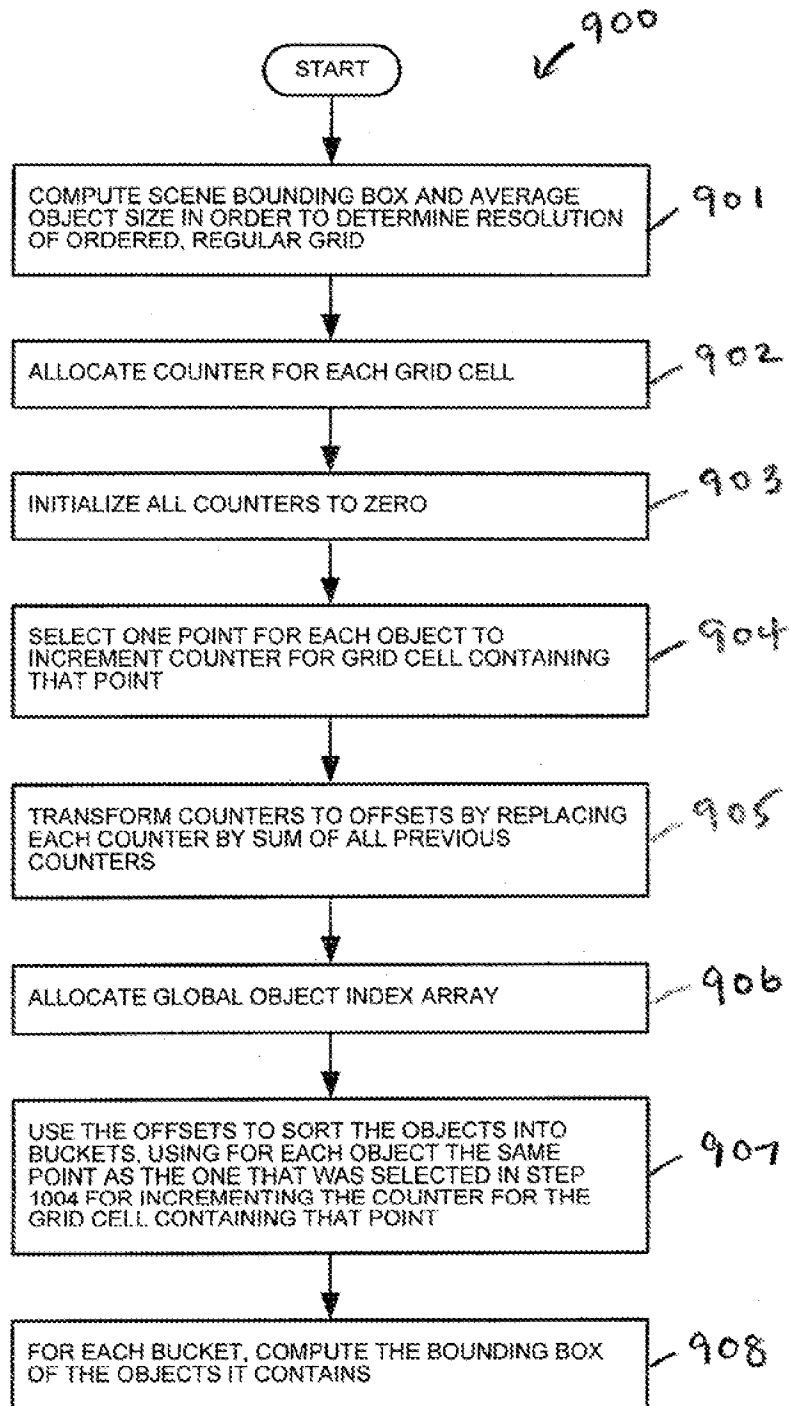 900
START
COMPUTE SCENE BOUNDING BOX AND AVERAGE
OBJECT SIZE IN ORDER TO DETERMINE RESOLUTION
OF ORDERED, REGULAR GRID
901
ALLOCATE COUNTER FOR EACH GRID CELL
902
INITIALIZE ALL COUNTERS TO ZERO
903
SELECT ONE POINT FOR EACH OBJECT TO
INCREMENT COUNTER FOR GRID CELL CONTAINING
THAT POINT
904
TRANSFORM COUNTERS TO OFFSETS BY REPLACING
EACH COUNTER BY SUM OF ALL PREVIOUS
COUNTERS
905
ALLOCATE GLOBAL OBJECT INDEX ARRAY
906
USE THE OFFSETS TO SORT THE OBJECTS INTO
BUCKETS, USING FOR EACH OBJECT THE SAME
POINT AS THE ONE THAT WAS SELECTED IN STEP
1004 FOR INCREMENTING THE COUNTER FOR THE
GRID CELL CONTAINING THAT POINT
907
FOR EACH BUCKET, COMPUTE THE BOUNDING BOX
OF THE OBJECTS IT CONTAINS
908